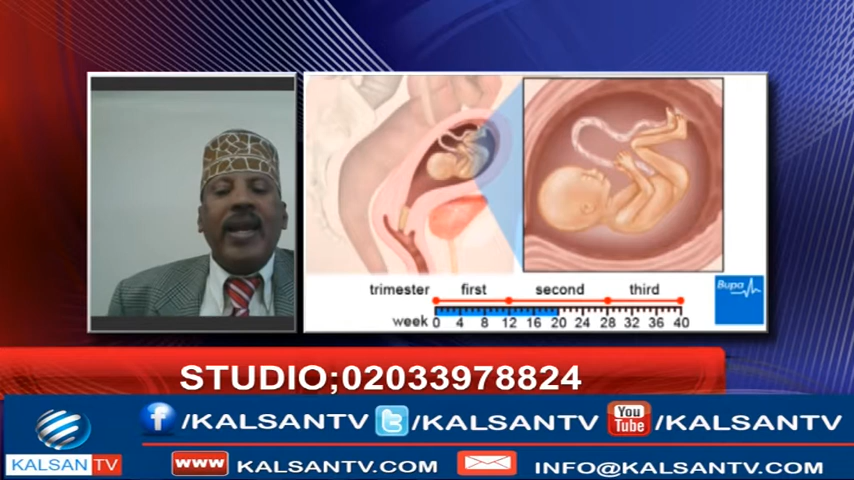 trimester first second third
Bupa
week 0 4 8 12 16 20 24 28 32 36 40
STUDIO;02033978824
f /KALSANTV t /KALSANTV You Tube /KALSANTV
KALSAN TV
www KALSANTV.COM INFO@KALSANTV.COM